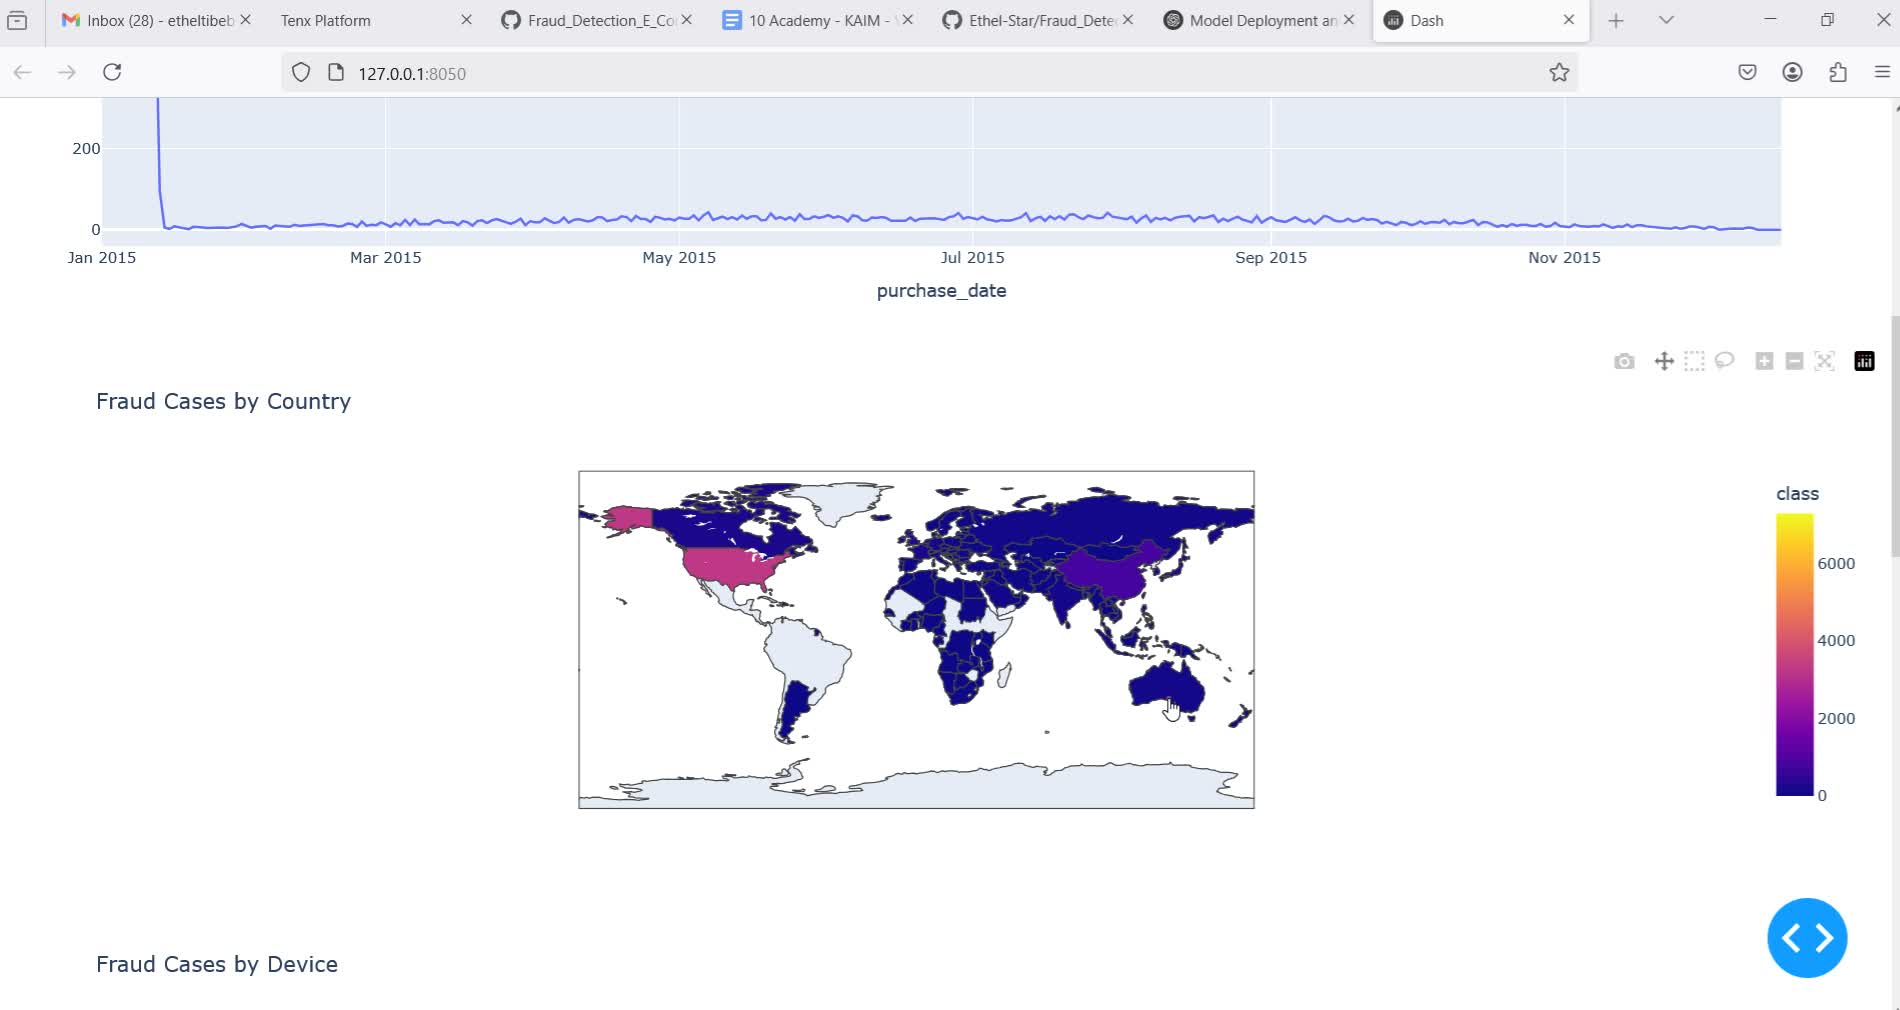 Inbox (28) - etheltibeb
Tenx Platform
Fraud_Detection_E_Co
10 Academy - KAIM -
Ethel-Star/Fraud_Detec
Model Deployment an
Dash
127.0.0.1:8050
200
0
Jan 2015
Mar 2015
May 2015
Jul 2015
Sep 2015
Nov 2015
purchase_date
Fraud Cases by Country
class
6000
4000
2000
0
Fraud Cases by Device